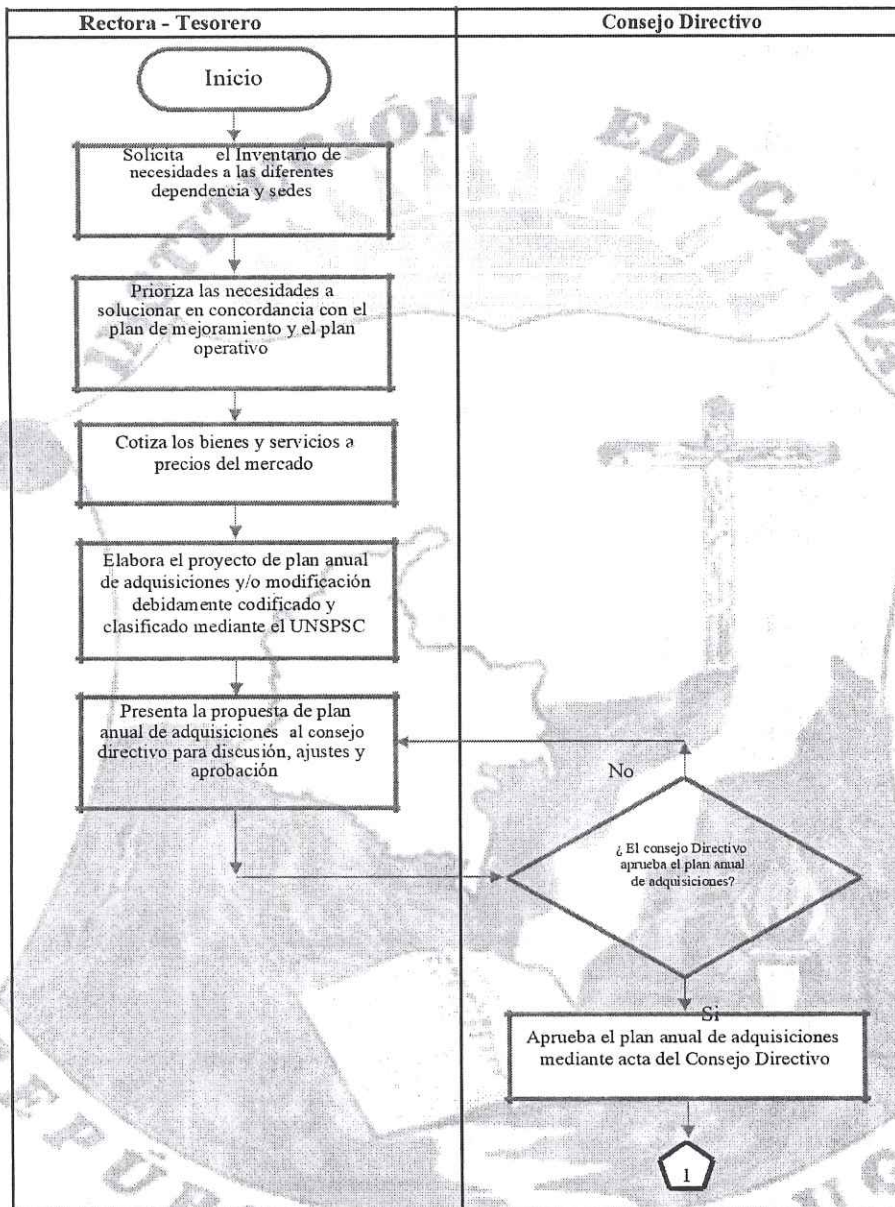 Rectora - Tesorero
Consejo Directivo
Inicio
Solicita el Inventario de
necesidades a las diferentes
dependencia y sedes
Prioriza las necesidades a
solucionar en concordancia con el
plan de mejoramiento y el plan
operativo
Cotiza los bienes y servicios a
precios del mercado
Elabora el proyecto de plan anual
de adquisiciones y/o modificación
debidamente codificado y
clasificado mediante el UNSPSC
Presenta la propuesta de plan
anual de adquisiciones al consejo
directivo para discusión, ajustes y
aprobación
No
¿ El consejo Directivo
aprueba el plan anual
de adquisiciones?
Si
Aprueba el plan anual de adquisiciones
mediante acta del Consejo Directivo
1
INSTITUCIÓN EDUCATIVA